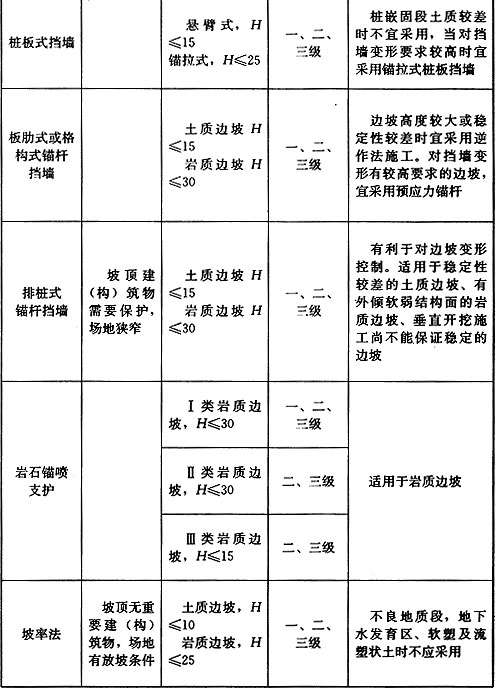 桩板式挡墙
悬臂式，H
≤15
锚拉式，H≤25
一、二、
三级
桩嵌固段土质较差
时不宜采用，当对挡
墙变形要求较高时宜
采用锚拉式桩板挡墙
板肋式或格
构式锚杆
挡墙
土质边坡 H
≤15
岩质边坡 H
≤30
一、二、
三级
边坡高度较大或稳
定性较差时宜采用逆
作法施工。对挡墙变
形有较高要求的边坡，
宜采用预应力锚杆
排桩式
锚杆挡墙
坡顶建
（构）筑物
需要保护，
场地狭窄
土质边坡 H
≤15
岩质边坡 H
≤30
一、二、
三级
有利于对边坡变形
控制。适用于稳定性
较差的土质边坡、有
外倾软弱结构面的岩
质边坡、垂直开挖施
工尚不能保证稳定的
边坡
岩石锚喷
支护
Ⅰ类岩质边
坡，H≤30
一、二、
三级
Ⅱ类岩质边
坡，H≤30
二、三级
Ⅲ类岩质边
坡，H≤15
二、三级
适用于岩质边坡
坡率法
坡顶无重
要建（构）
筑物，场地
有放坡条件
土质边坡，H
≤10
岩质边坡，H
≤25
一、二、
三级
不良地质段，地下
水发育区、软塑及流
塑状土时不应采用